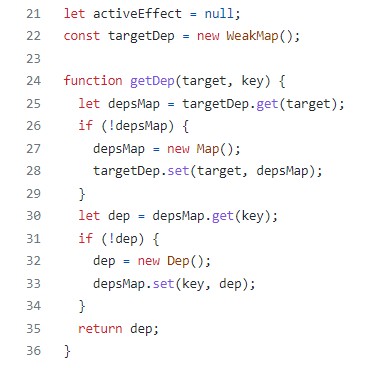 21 let activeEffect = null;
22 const targetDep = new WeakMap();
23
24 function getDep(target, key) {
25   let depsMap = targetDep.get(target);
26   if (!depsMap) {
27     depsMap = new Map();
28     targetDep.set(target, depsMap);
29   }
30   let dep = depsMap.get(key);
31   if (!dep) {
32     dep = new Dep();
33     depsMap.set(key, dep);
34   }
35   return dep;
36 }